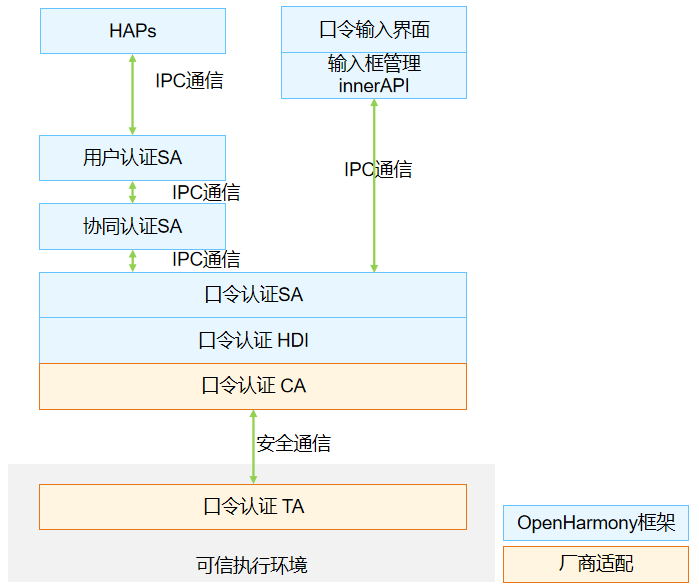 HAPs
口令输入界面
输入框管理
innerAPI
IPC通信
用户认证SA
IPC通信
IPC通信
协同认证SA
IPC通信
口令认证SA
口令认证 HDI
口令认证 CA
安全通信
口令认证 TA
可信执行环境
OpenHarmony框架
厂商适配